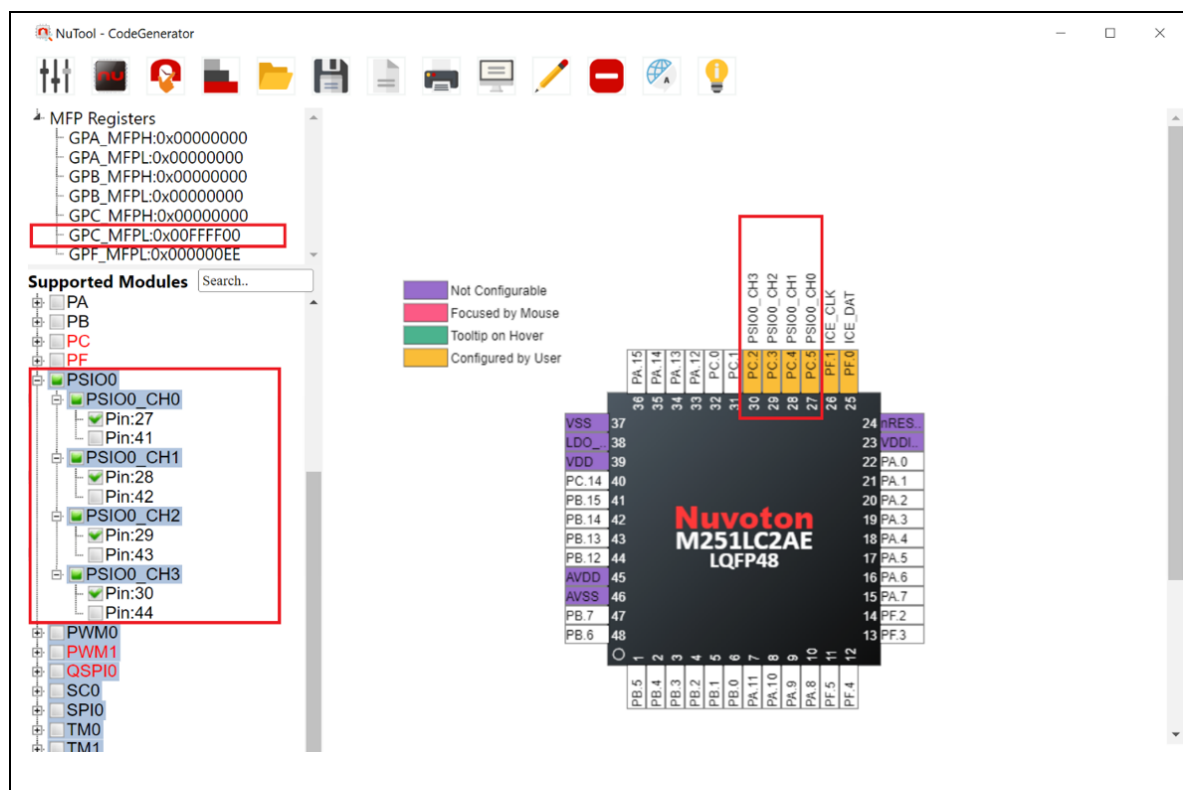 NuTool - CodeGenerator
MFP Registers
GPA_MFPH:0x00000000
GPA_MFPL:0x00000000
GPB_MFPH:0x00000000
GPB_MFPL:0x00000000
GPC_MFPH:0x00000000
GPC_MFPL:0x00FFFF00
GPF_MFPL:0x000000EE
Supported Modules Search..
PA
PB
PC
PF
PSIO0
PSIO0_CH0
Pin:27
Pin:41
PSIO0_CH1
Pin:28
Pin:42
PSIO0_CH2
Pin:29
Pin:43
PSIO0_CH3
Pin:30
Pin:44
PWM0
PWM1
QSPI0
SC0
SPI0
TM0
TM1
Not Configurable
Focused by Mouse
Tooltip on Hover
Configured by User
PSIO0_CH3
PSIO0_CH2
PSIO0_CH1
PSIO0_CH0
ICE_CLK
ICE_DAT
PA.15
PA.14
PA.13
PA.12
PC.0
PC.1
PC.2
PC.3
PC.4
PC.5
PF.1
PF.0
36 35 34 33 32 31 30 29 28 27 26 25
VSS 37
LDO_.. 38
VDD 39
PC.14 40
PB.15 41
PB.14 42
PB.13 43
PB.12 44
AVDD 45
AVSS 46
PB.7 47
PB.6 48
nu
Nuvoton
M251LC2AE
LQFP48
24 nRES..
23 VDDI..
22 PA.0
21 PA.1
20 PA.2
19 PA.3
18 PA.4
17 PA.5
16 PA.6
15 PA.7
14 PF.2
13 PF.3
1 2 3 4 5 6 7 8 9 10 11 12
PB.5
PB.4
PB.3
PB.2
PB.1
PB.0
PA.11
PA.10
PA.9
PA.8
PF.5
PF.4